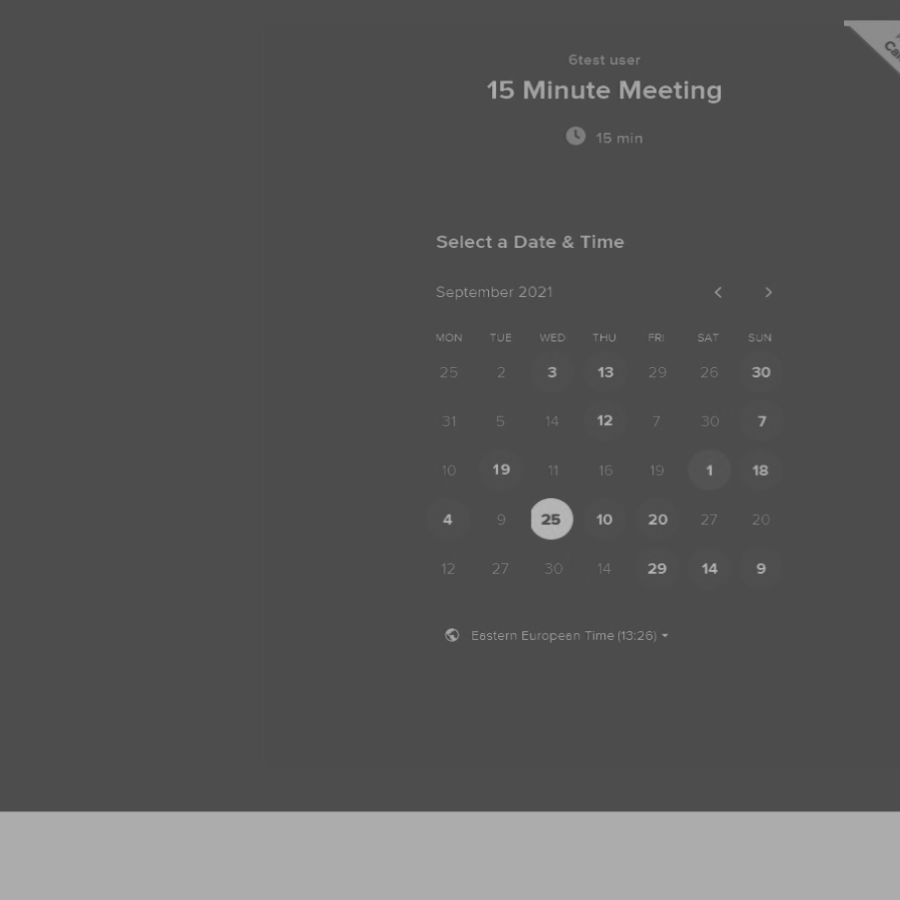 6test user
15 Minute Meeting
15 min
Select a Date & Time
September 2021
MON TUE WED THU FRI SAT SUN
25 2 3 13 29 26 30
31 5 14 12 7 30 7
10 19 11 16 19 1 18
4 9 25 10 20 27 20
12 27 30 14 29 14 9
Eastern European Time (13:26)